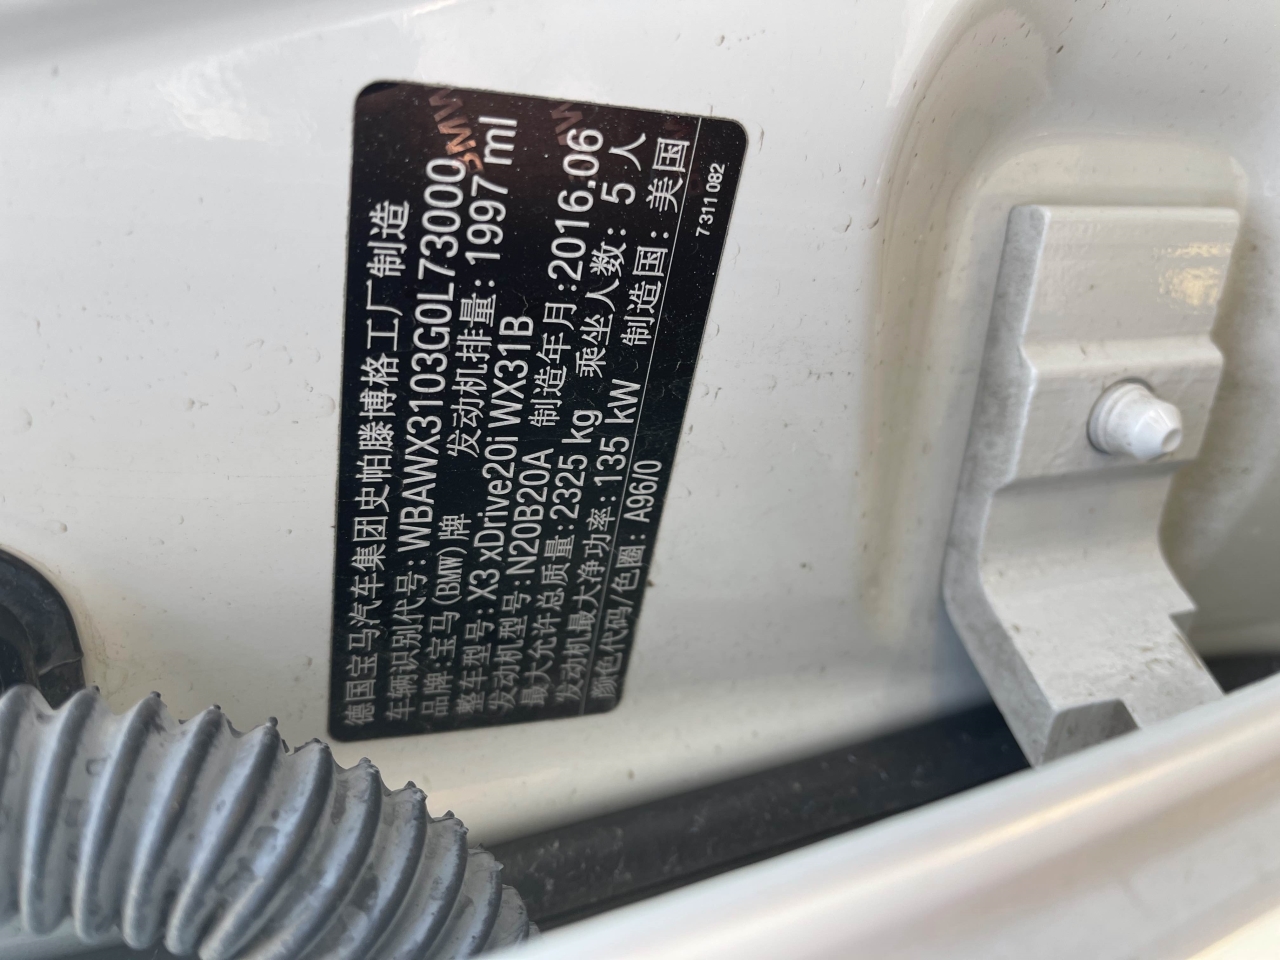 德国宝马汽车集团史帕滕博格工厂制造
车辆识别代号: WBAWX3103G0L73000
品牌:宝马(BMW)牌 发动机排量: 1997 ml
整车型号: X3 xDrive20i WX31B
发动机型号: N20B20A 制造年月:2016.06
最大允许总质量:2325 kg 乘坐人数: 5 人
发动机最大净功率: 135 kW 制造国: 美国
颜色代码/色圈: A96/0
7 311 082
BMW